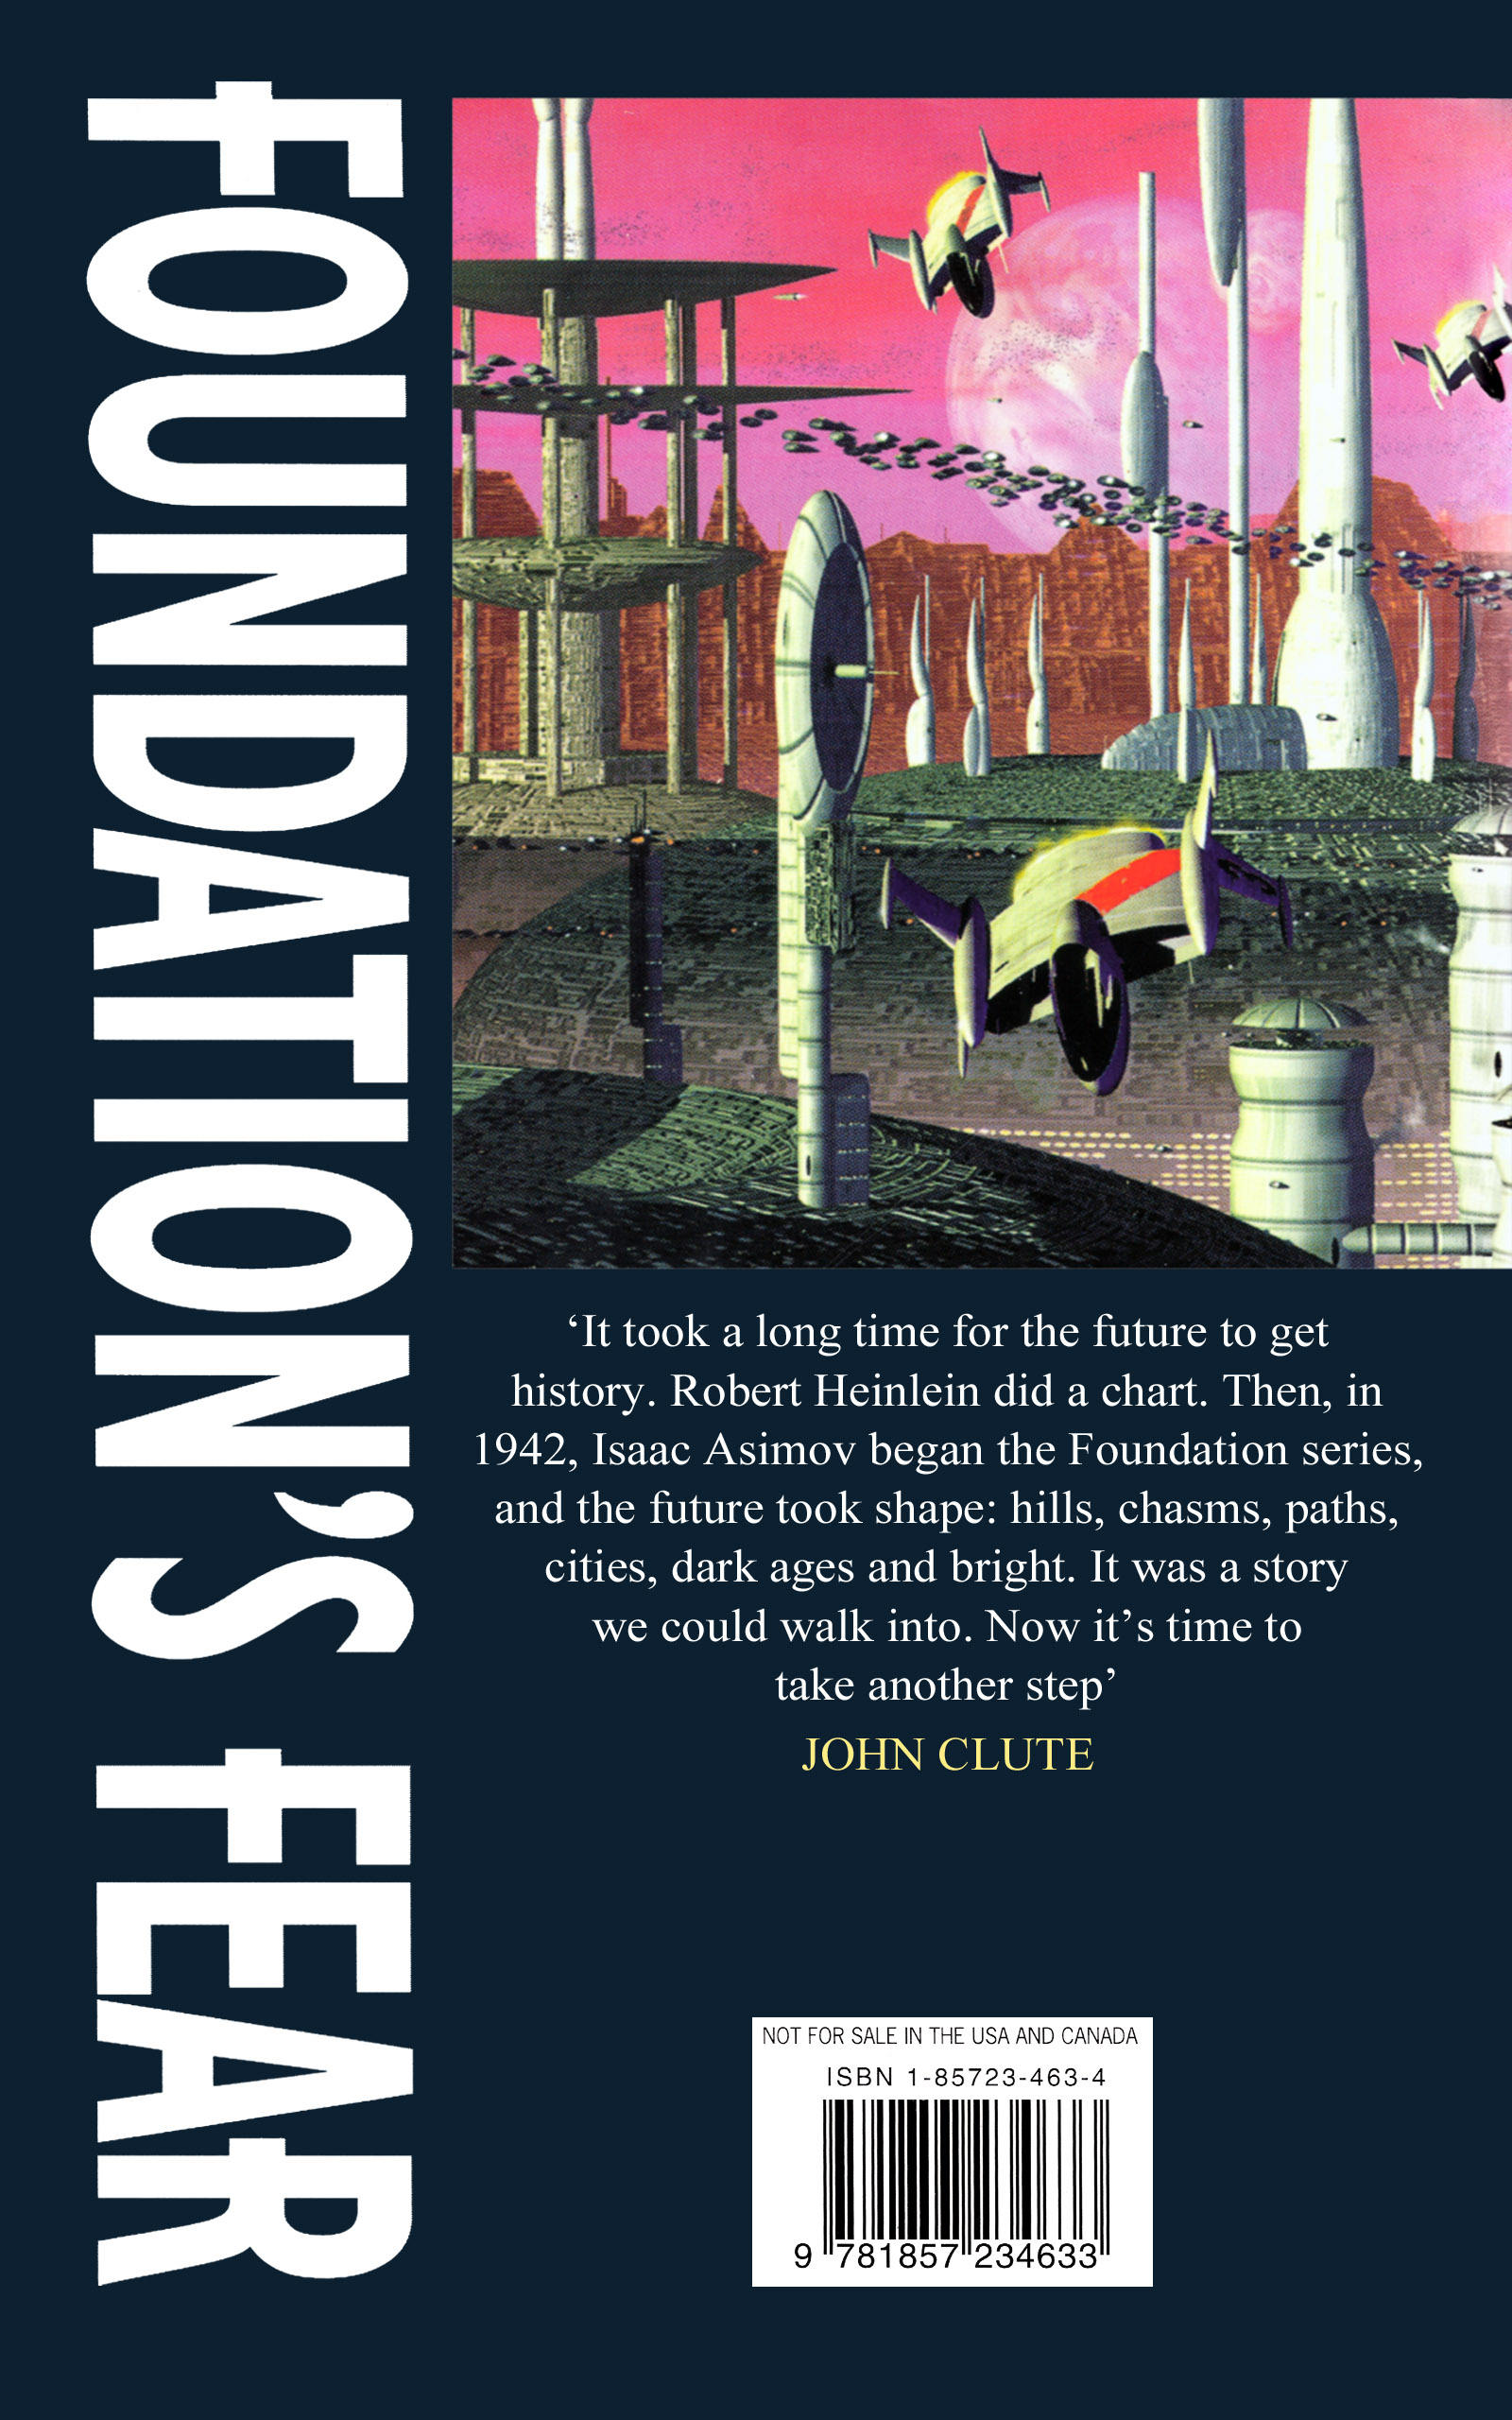 FOUNDATION'S FEAR
‘It took a long time for the future to get
history. Robert Heinlein did a chart. Then, in
1942, Isaac Asimov began the Foundation series,
and the future took shape: hills, chasms, paths,
cities, dark ages and bright. It was a story
we could walk into. Now it’s time to
take another step’
JOHN CLUTE
NOT FOR SALE IN THE USA AND CANADA
ISBN 1-85723-463-4
9 781857 234633